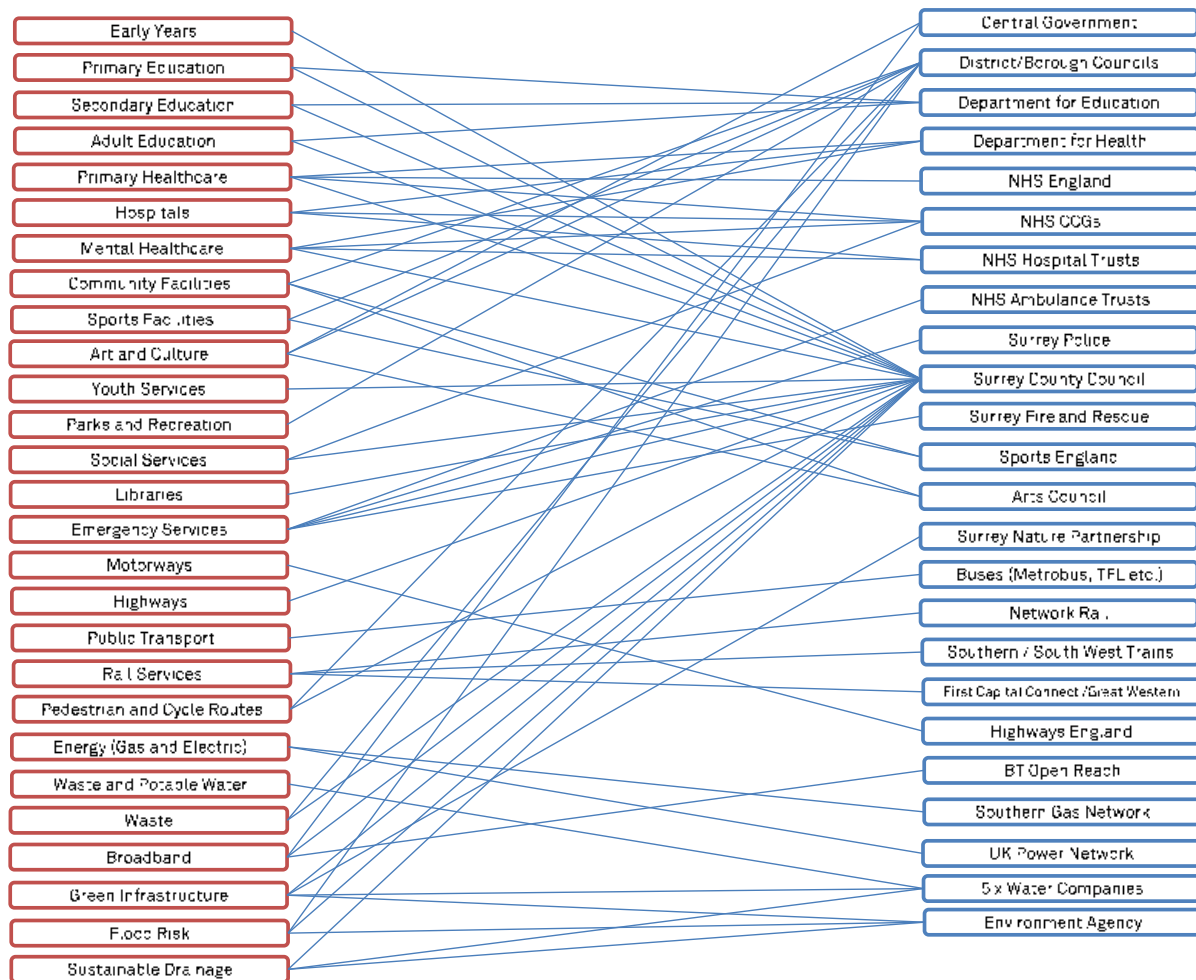 Early Years
Primary Education
Secondary Education
Adult Education
Primary Healthcare
Hospitals
Mental Healthcare
Community Facilities
Sports Facilities
Art and Culture
Youth Services
Parks and Recreation
Social Services
Libraries
Emergency Services
Motorways
Highways
Public Transport
Rail Services
Pedestrian and Cycle Routes
Energy (Gas and Electric)
Waste and Potable Water
Waste
Broadband
Green Infrastructure
Flood Risk
Sustainable Drainage
Central Government
District/Borough Councils
Department for Education
Department for Health
NHS England
NHS CCGs
NHS Hospital Trusts
NHS Ambulance Trusts
Surrey Police
Surrey County Council
Surrey Fire and Rescue
Sports England
Arts Council
Surrey Nature Partnership
Buses (Metrobus, TFL etc.)
Network Rail
Southern / South West Trains
First Capital Connect /Great Western
Highways England
BT Open Reach
Southern Gas Network
UK Power Network
5 x Water Companies
Environment Agency